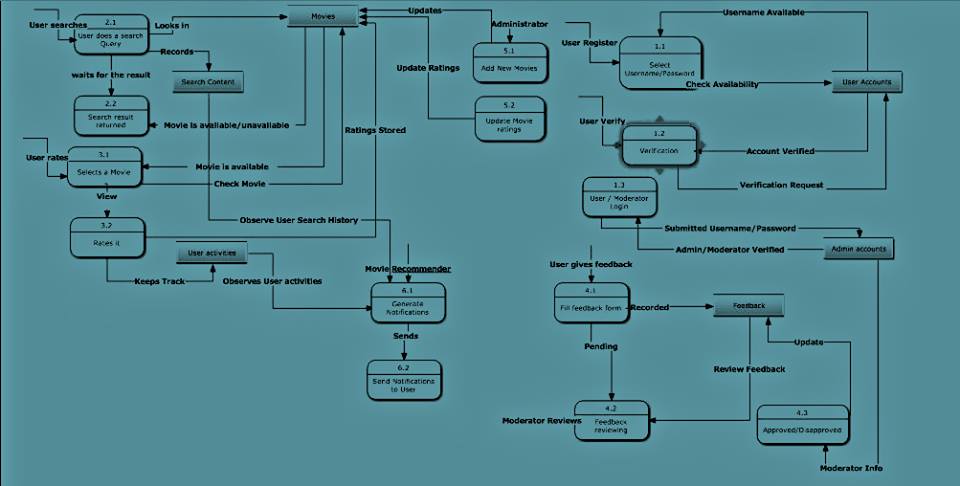 Updates
Username Available
Movies
User searches
2.1
User does a search
Query
Looks in
Administrator
Records
5.1
Add New Movies
User Register
1.1
Select
Username/Password
Check Availability
User Accounts
Update Ratings
waits for the result
Search Content
2.2
Search result
returned
Movie is available/unavailable
Ratings Stored
5.2
Update Movie
ratings
User Verify
1.2
Verification
Account Verified
User rates
3.1
Selects a Movie
Movie is available
Check Movie
View
Verification Request
1.3
User / Moderator
Login
3.2
Rates it
Observe User Search History
Submitted Username/Password
Admin/Moderator Verified
Admin accounts
User activities
Keeps Track
Observes User activities
Movie Recommender
User gives feedback
6.1
Generate
Notifications
4.1
Fill feedback form
Recorded
Feedback
Sends
Pending
Update
6.2
Send Notifications
to User
Review Feedback
Moderator Reviews
4.2
Feedback
reviewing
4.3
Approved/Disapproved
Moderator Info